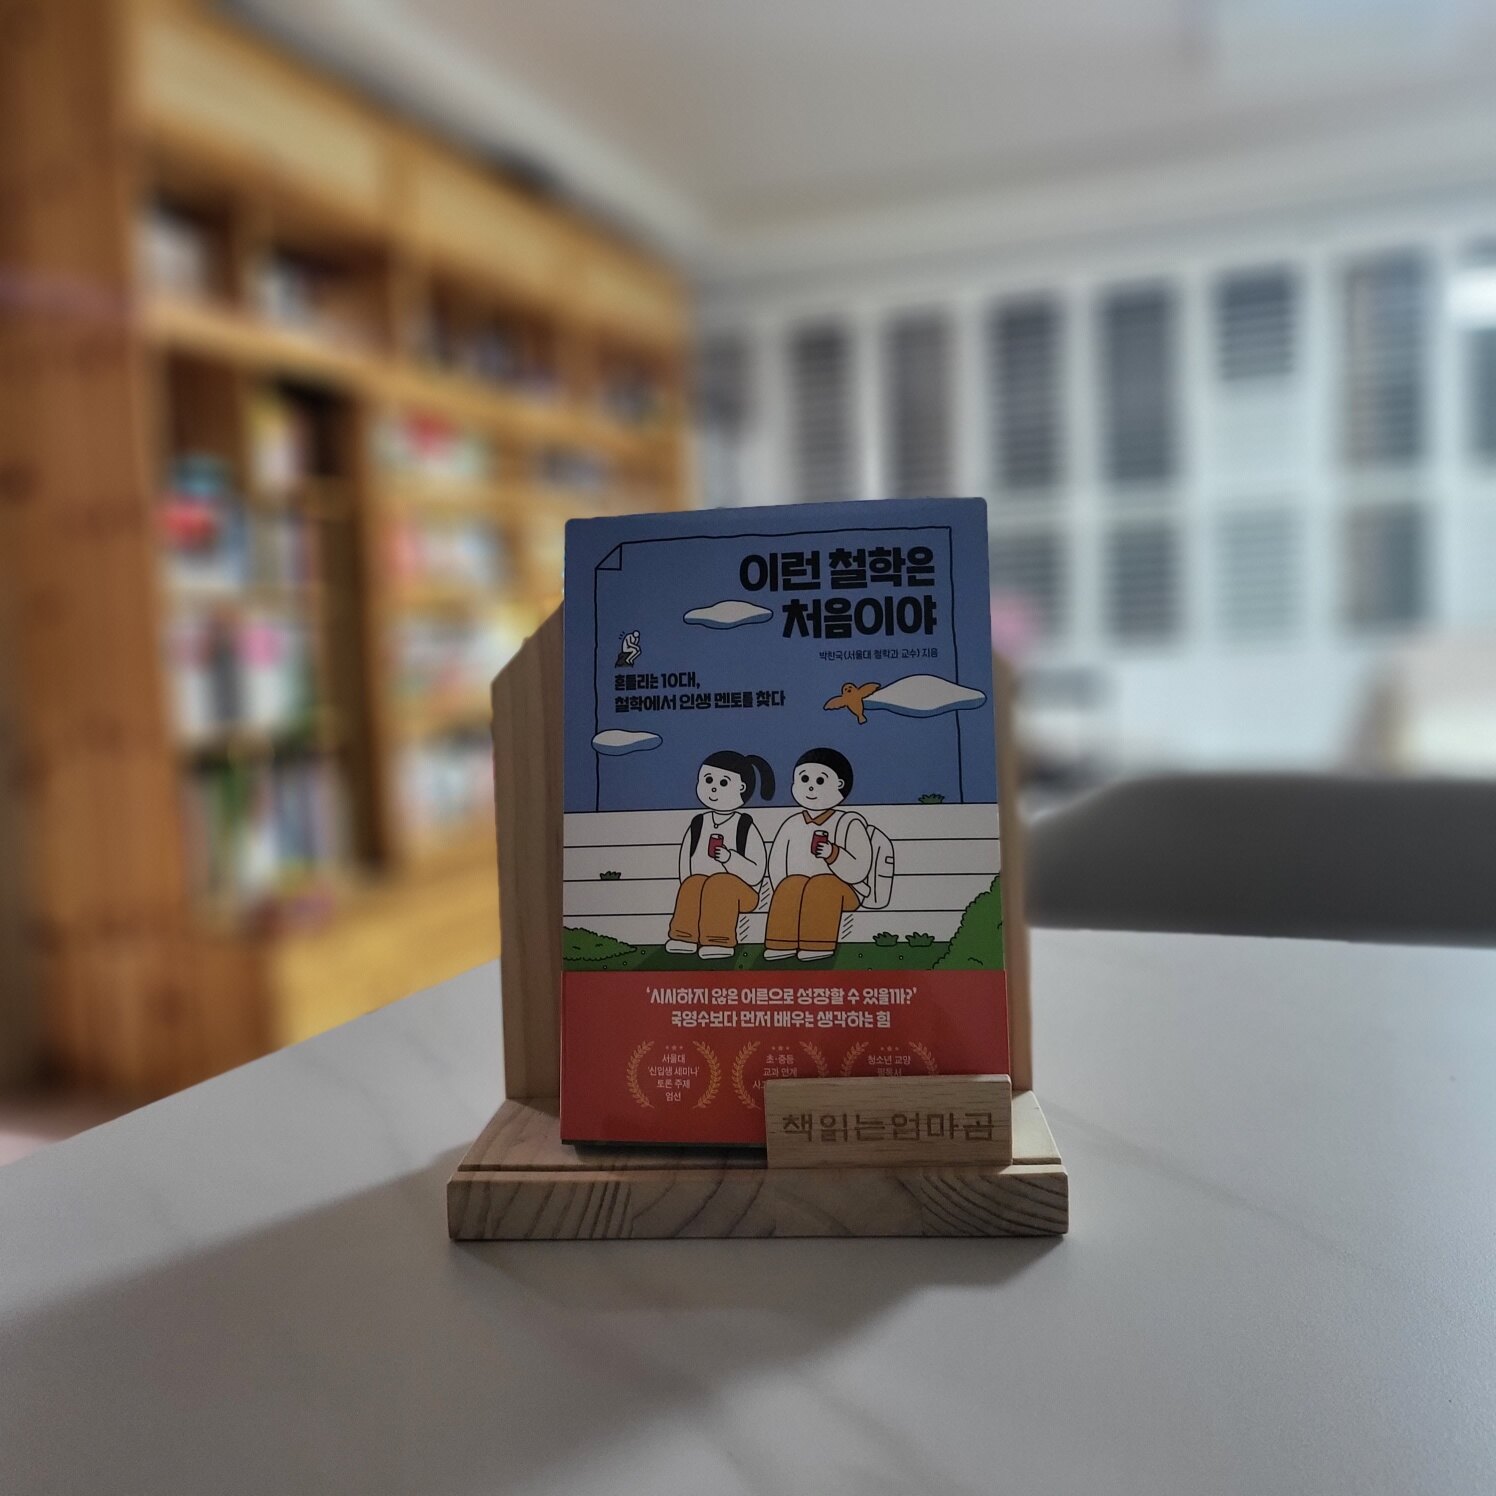 이런 철학은
처음이야
박찬국(서울대 철학과 교수) 지음
흔들리는 10대,
철학에서 인생 멘토를 찾다
'시시하지 않은 어른으로 성장할 수 있을까?'
국영수보다 먼저 배우는 생각하는 힘
서울대
'신입생 세미나'
토론 주제
엄선
초·중등
교과 연계
청소년 교양
필독서
책읽는엄마곰